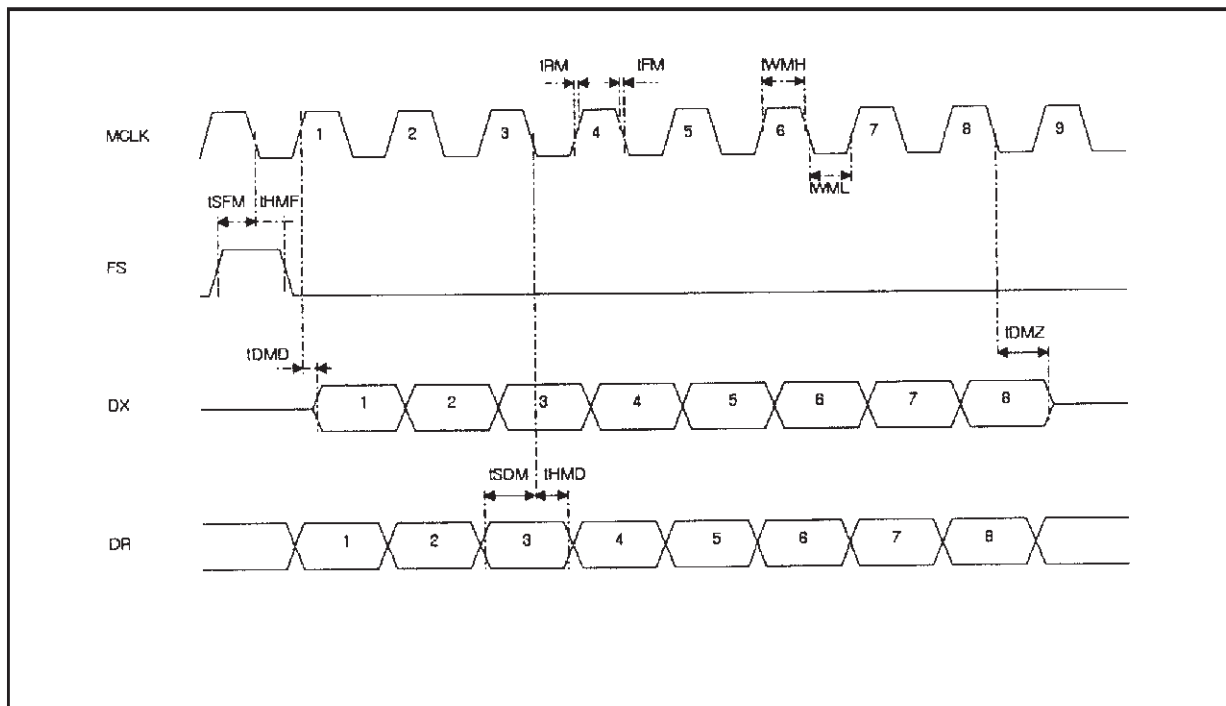 tRM tFM tWMH
MCLK 1 2 3 4 5 6 7 8 9
tWML
tSFM tHMF
FS
tDMD tDMZ
DX 1 2 3 4 5 6 7 8
tSDM tHMD
DR 1 2 3 4 5 6 7 8